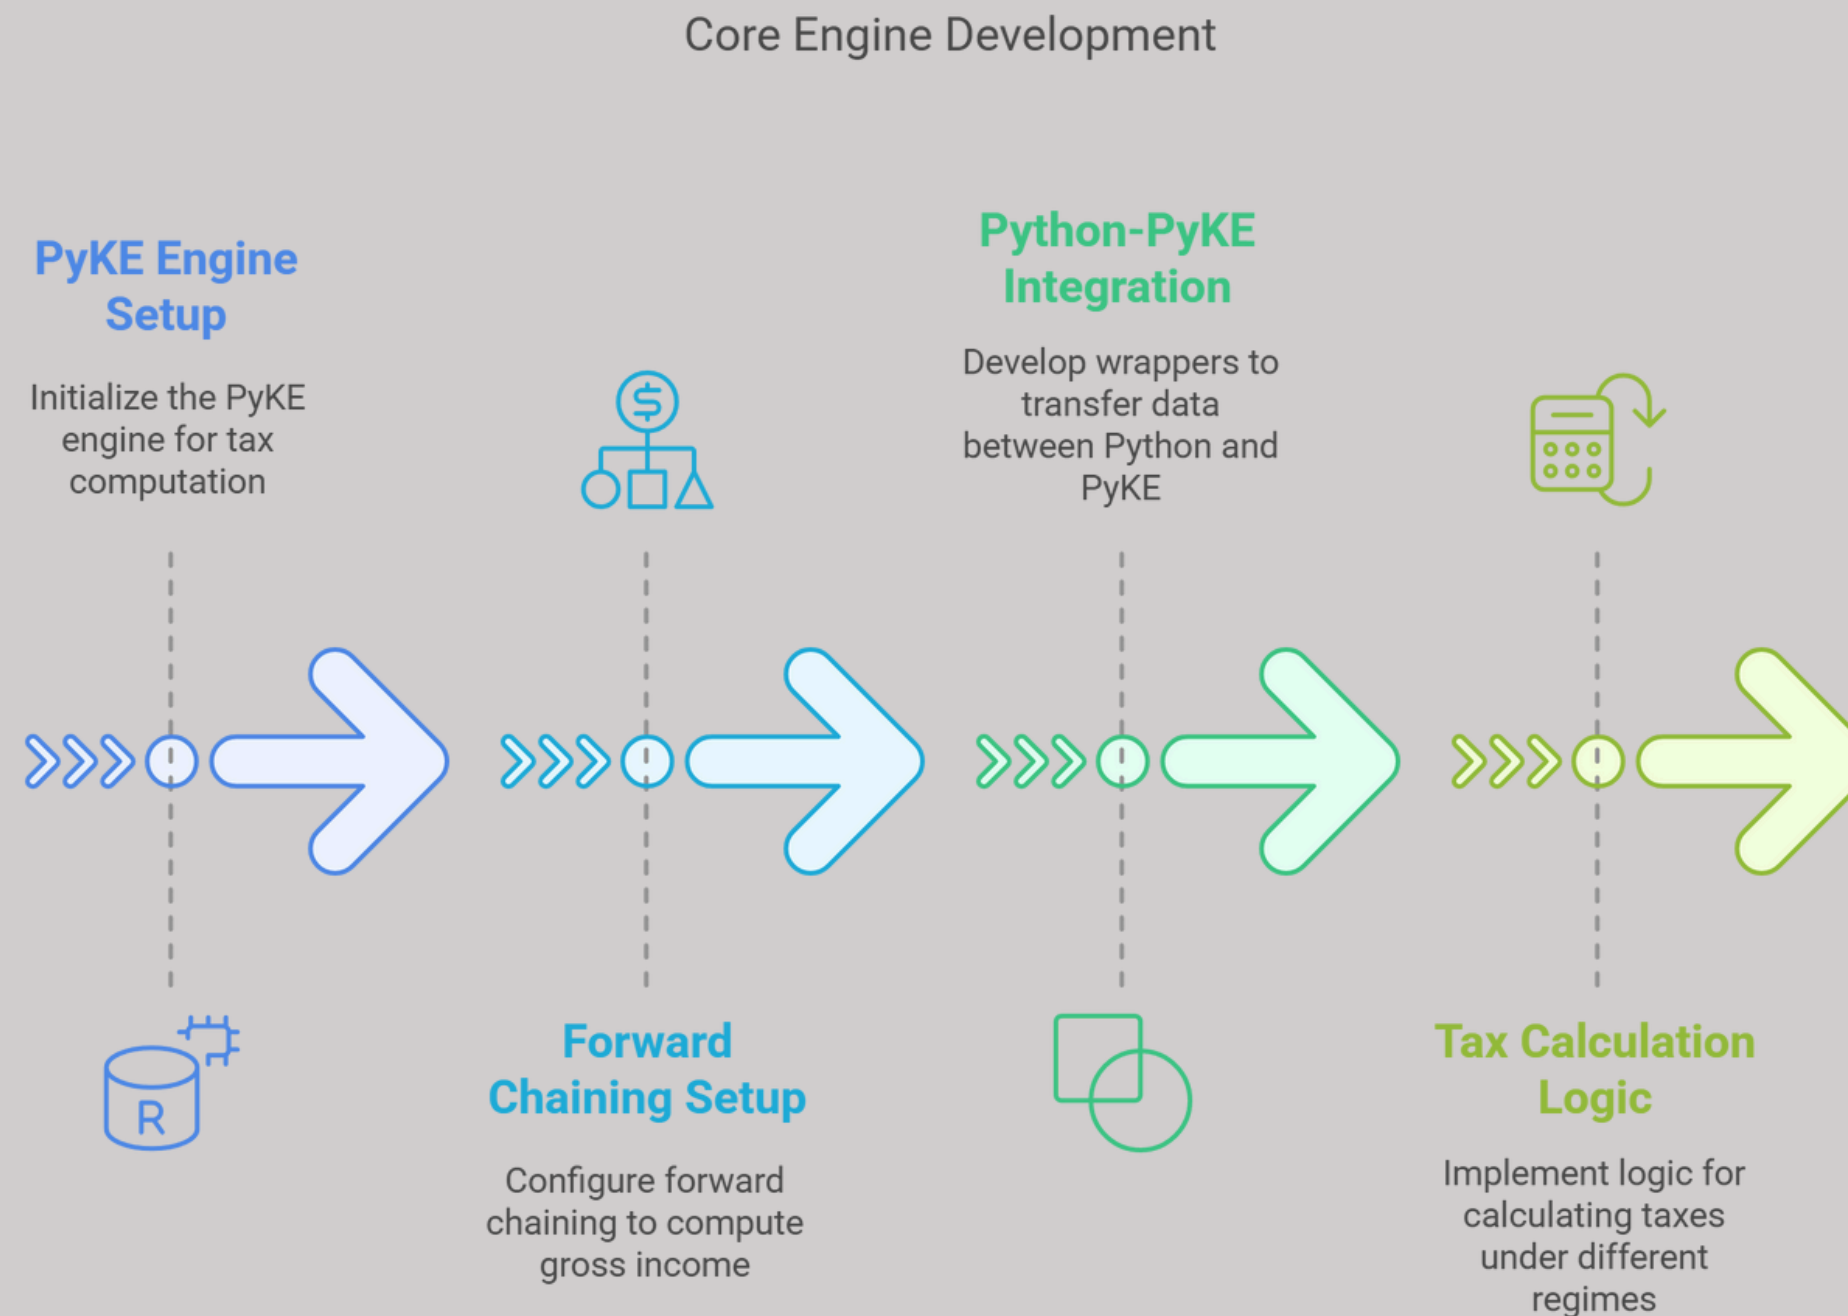 Core Engine Development
PyKE Engine
Setup
Initialize the PyKE
engine for tax
computation
R
$
Forward
Chaining Setup
Configure forward
chaining to compute
gross income
Python-PyKE
Integration
Develop wrappers to
transfer data
between Python and
PyKE
Tax Calculation
Logic
Implement logic for
calculating taxes
under different
regimes